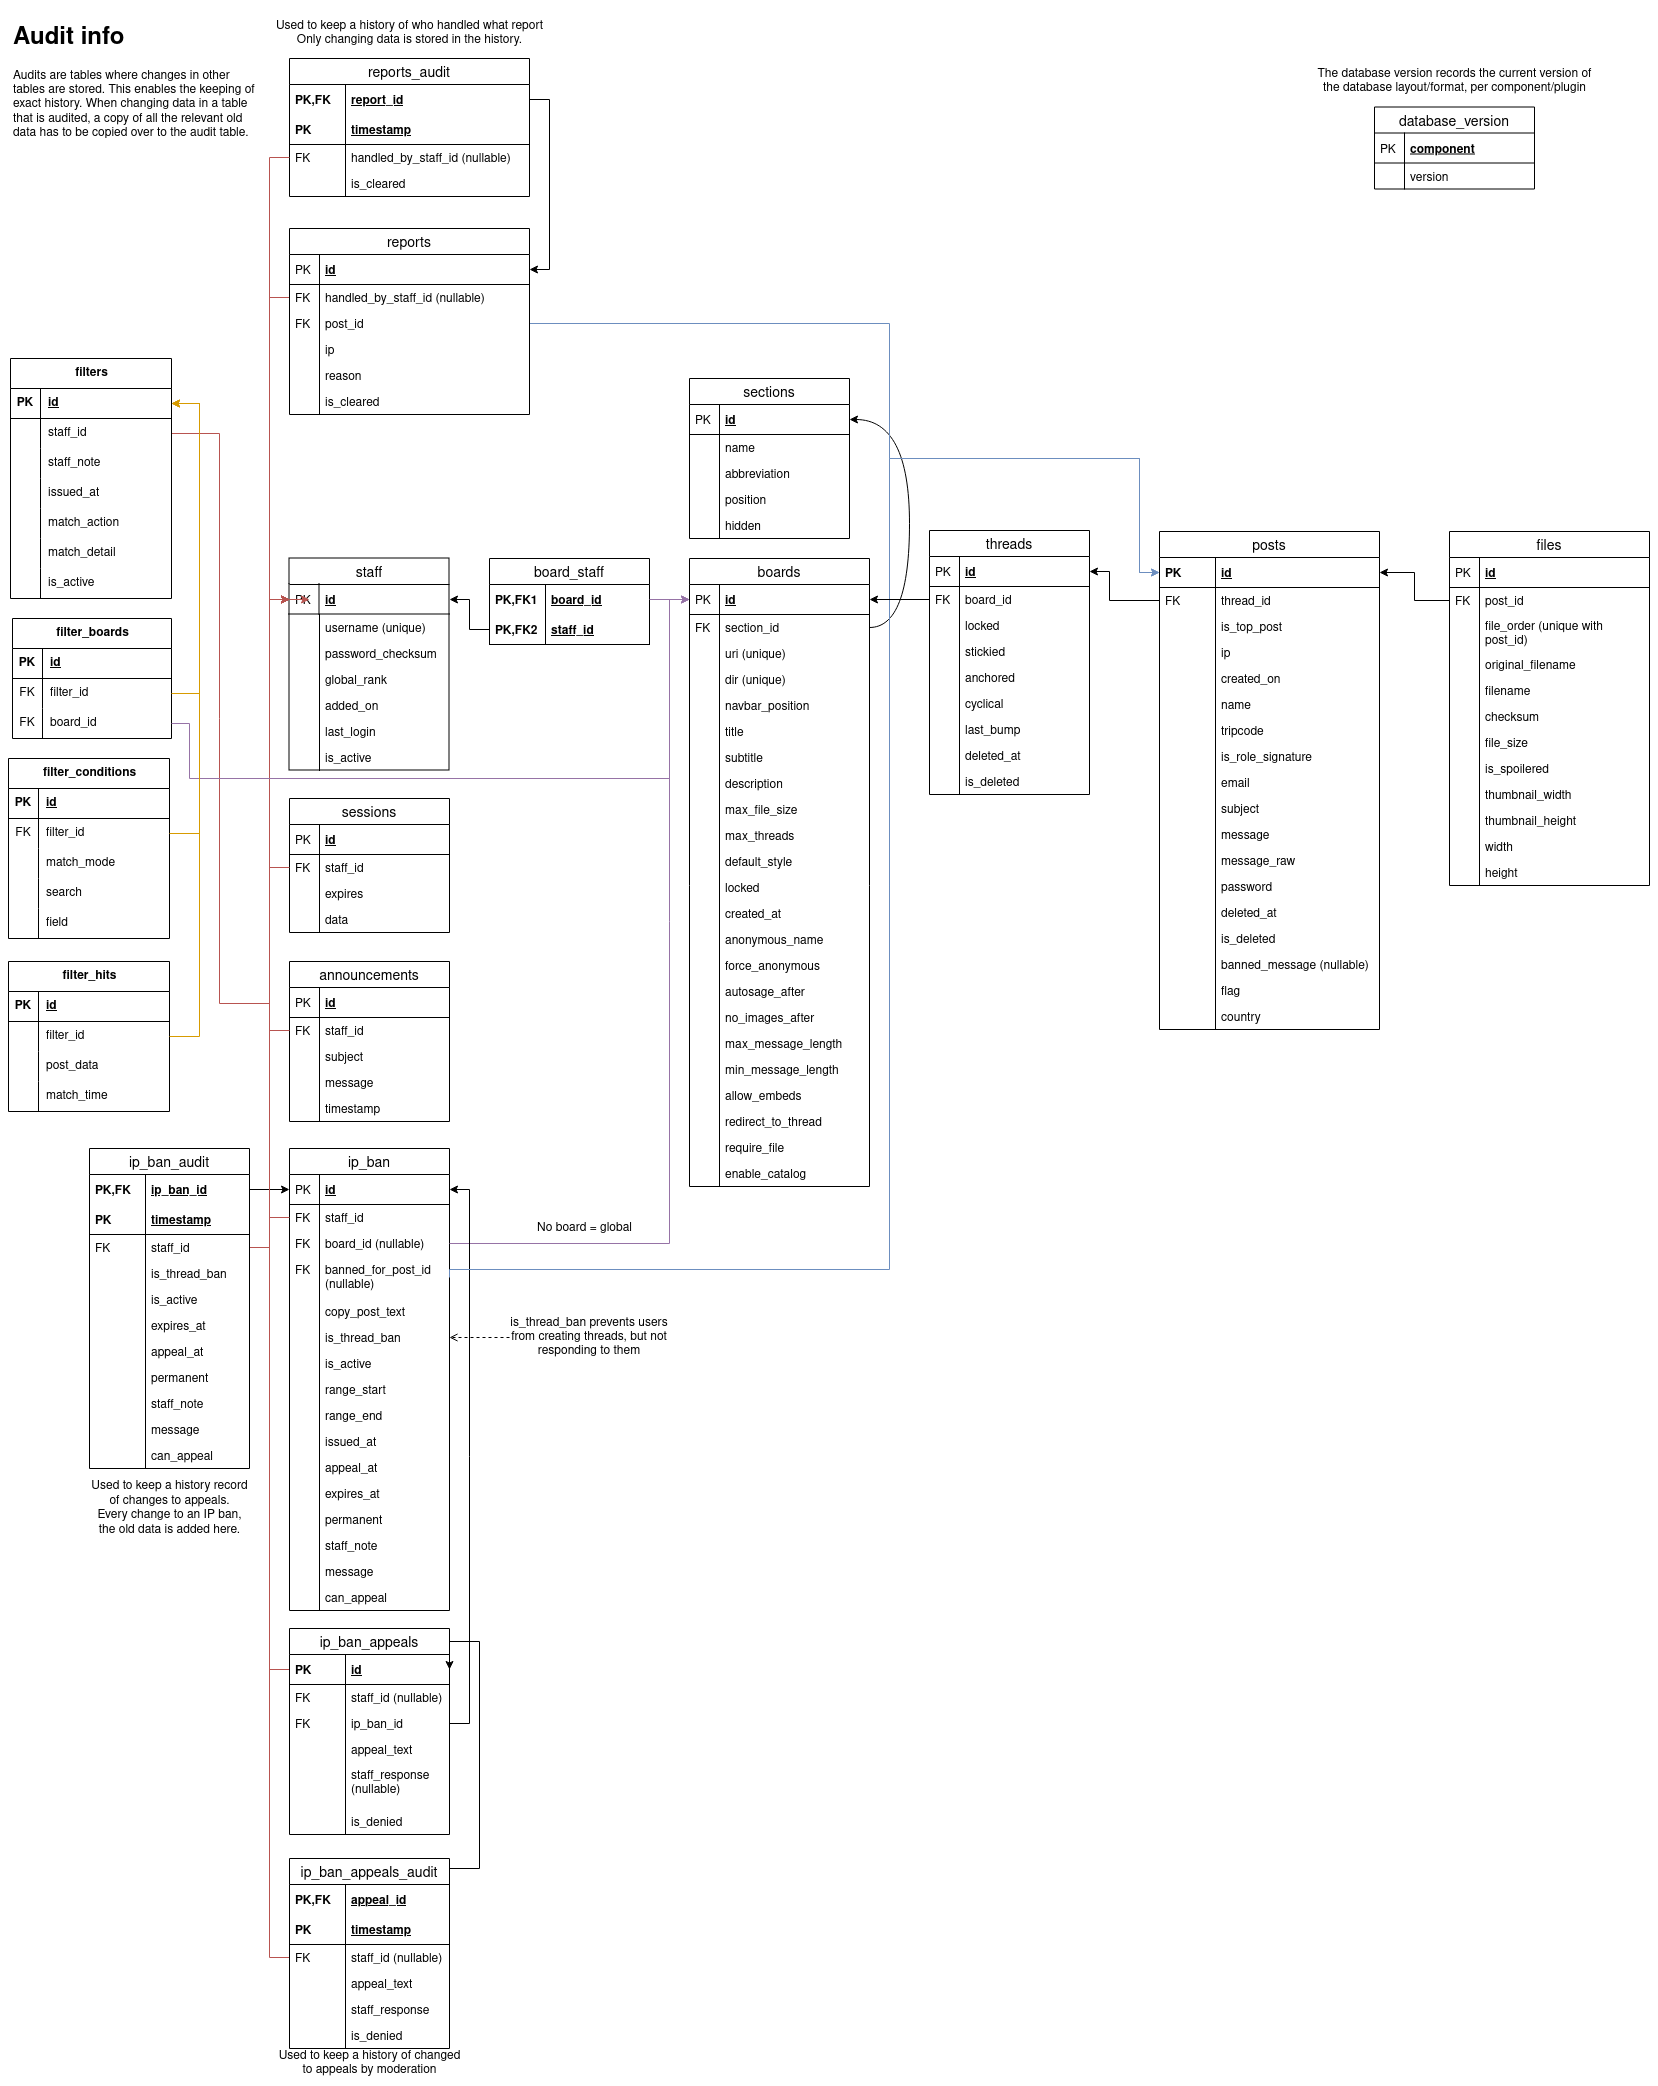 Audit info
Audits are tables where changes in other
tables are stored. This enables the keeping of
exact history. When changing data in a table
that is audited, a copy of all the relevant old
data has to be copied over to the audit table.
Used to keep a history of who handled what report
Only changing data is stored in the history.
reports_audit
PK,FK report_id
PK timestamp
FK handled_by_staff_id (nullable)
is_cleared
The database version records the current version of
the database layout/format, per component/plugin
database_version
PK component
version
reports
PK id
FK handled_by_staff_id (nullable)
FK post_id
ip
reason
is_cleared
filters
PK id
staff_id
staff_note
issued_at
match_action
match_detail
is_active
filter_boards
PK id
FK filter_id
FK board_id
filter_conditions
PK id
FK filter_id
match_mode
search
field
filter_hits
PK id
filter_id
post_data
match_time
staff
PK id
username (unique)
password_checksum
global_rank
added_on
last_login
is_active
board_staff
PK,FK1 board_id
PK,FK2 staff_id
sections
PK id
name
abbreviation
position
hidden
boards
PK id
FK section_id
uri (unique)
dir (unique)
navbar_position
title
subtitle
description
max_file_size
max_threads
default_style
locked
created_at
anonymous_name
force_anonymous
autosage_after
no_images_after
max_message_length
min_message_length
allow_embeds
redirect_to_thread
require_file
enable_catalog
threads
PK id
FK board_id
locked
stickied
anchored
cyclical
last_bump
deleted_at
is_deleted
posts
PK id
FK thread_id
is_top_post
ip
created_on
name
tripcode
is_role_signature
email
subject
message
message_raw
password
deleted_at
is_deleted
banned_message (nullable)
flag
country
files
PK id
FK post_id
file_order (unique with
post_id)
original_filename
filename
checksum
file_size
is_spoilered
thumbnail_width
thumbnail_height
width
height
sessions
PK id
FK staff_id
expires
data
announcements
PK id
FK staff_id
subject
message
timestamp
ip_ban_audit
PK,FK ip_ban_id
PK timestamp
FK staff_id
is_thread_ban
is_active
expires_at
appeal_at
permanent
staff_note
message
can_appeal
Used to keep a history record
of changes to appeals.
Every change to an IP ban,
the old data is added here.
ip_ban
PK id
FK staff_id
FK board_id (nullable)
FK banned_for_post_id
(nullable)
copy_post_text
is_thread_ban
is_active
range_start
range_end
issued_at
appeal_at
expires_at
permanent
staff_note
message
can_appeal
No board = global
is_thread_ban prevents users
from creating threads, but not
responding to them
ip_ban_appeals
PK id
FK staff_id (nullable)
FK ip_ban_id
appeal_text
staff_response
(nullable)
is_denied
ip_ban_appeals_audit
PK,FK appeal_id
PK timestamp
FK staff_id (nullable)
appeal_text
staff_response
is_denied
Used to keep a history of changed
to appeals by moderation